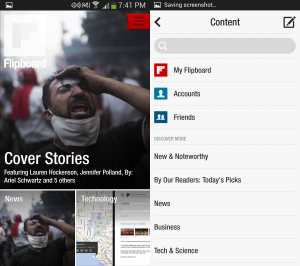 7:41 PM
Flipboard
Cover Stories
Featuring Lauren Hockenson, Jennifer Polland, By:
Ariel Schwartz and 5 others
News
Technology
Saving screenshot...
Content
My Flipboard
Accounts
Friends
DISCOVER MORE
New & Noteworthy
By Our Readers: Today's Picks
News
Business
Tech & Science